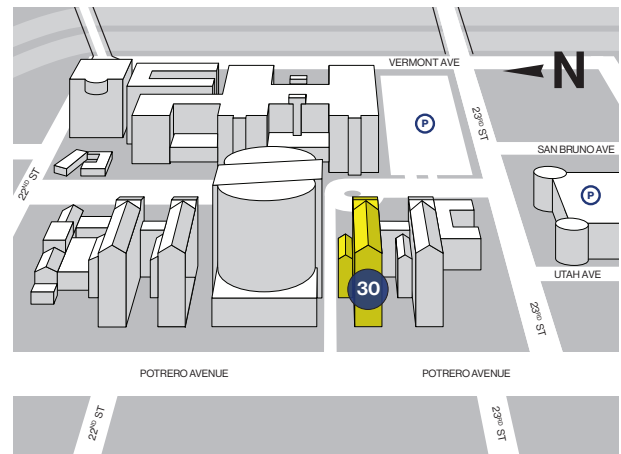 VERMONT AVE
N
23RD ST
P
SAN BRUNO AVE
22ND ST
P
UTAH AVE
30
23RD ST
POTRERO AVENUE
POTRERO AVENUE
22ND ST
23RD ST